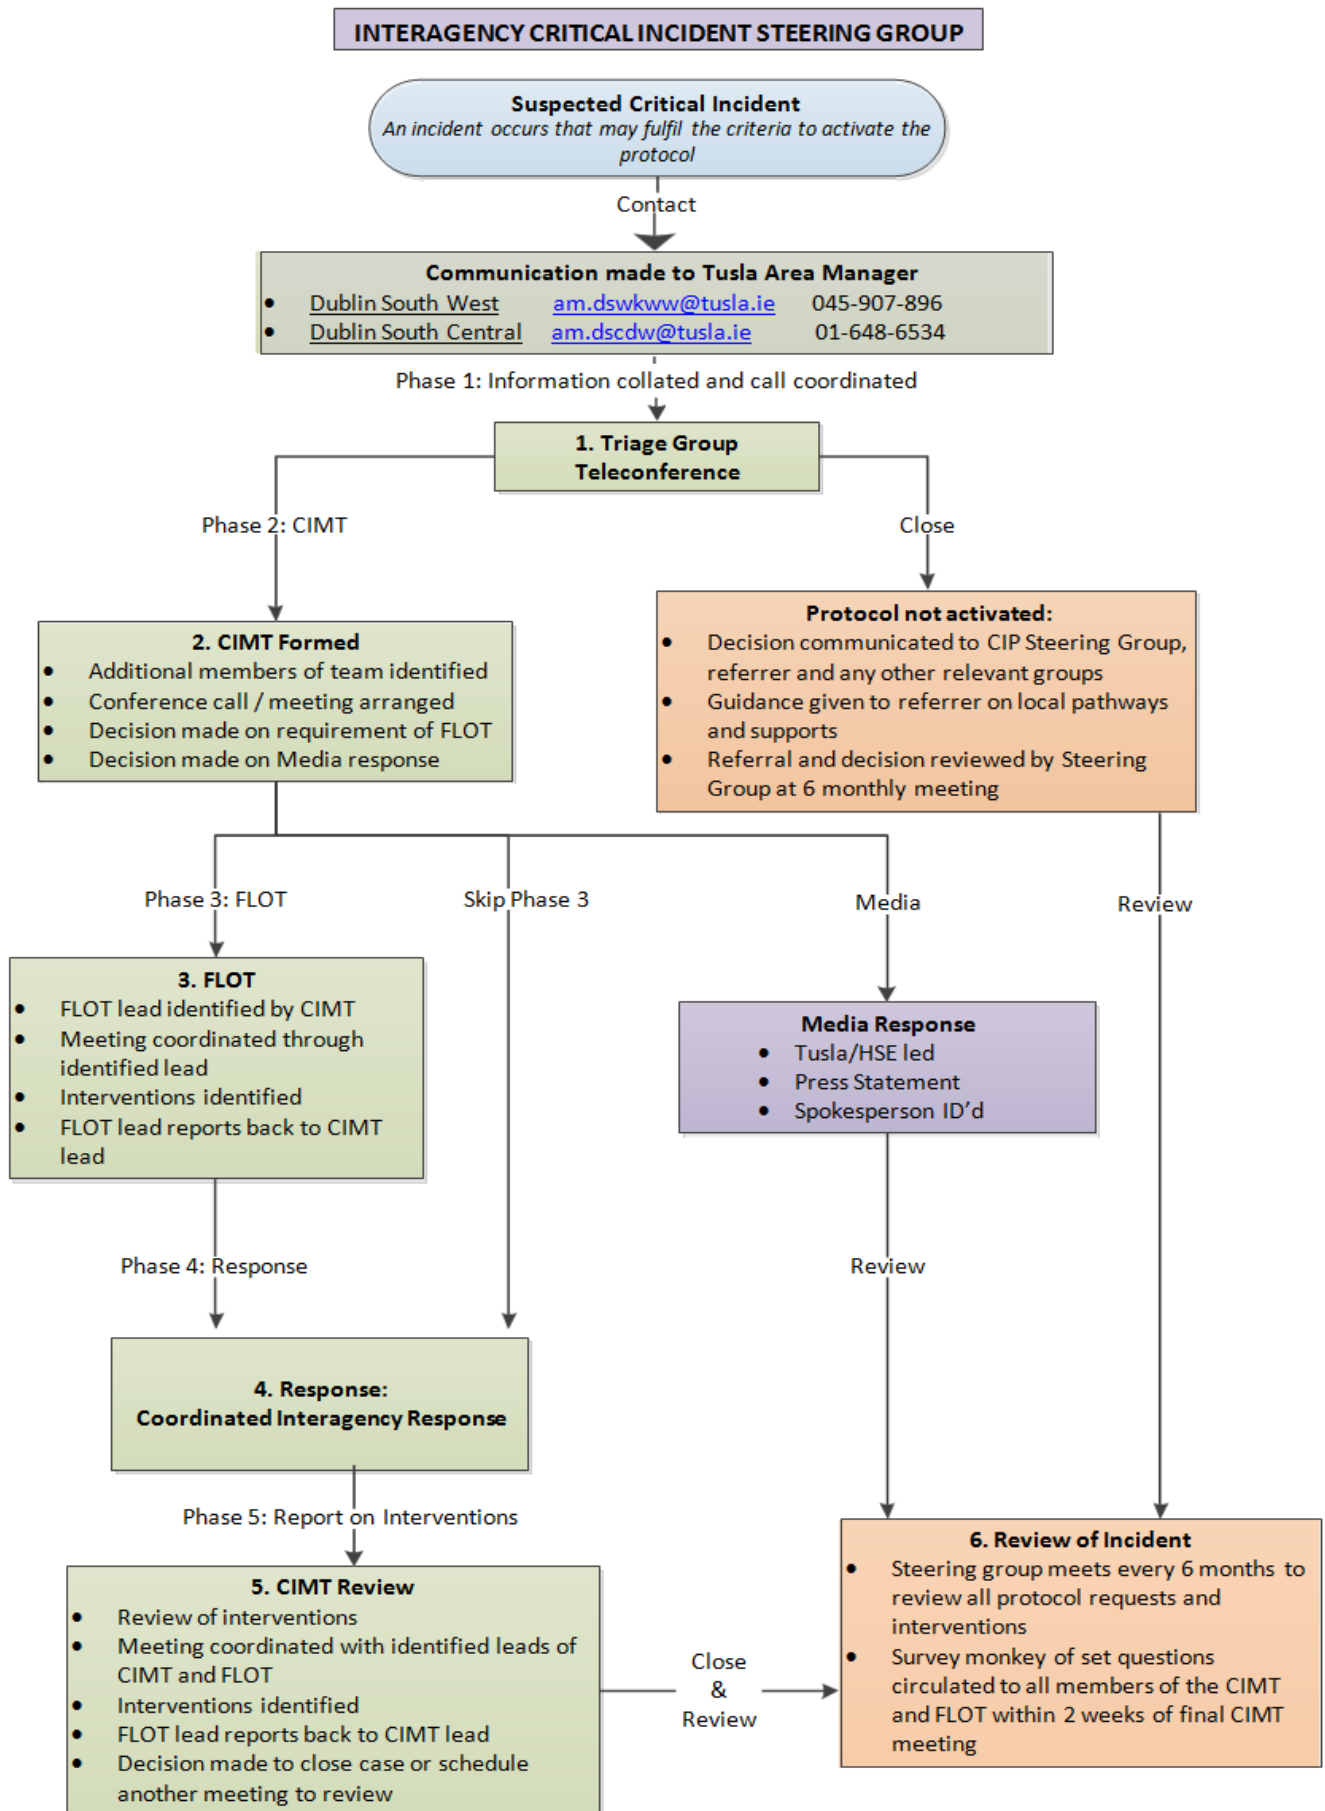 INTERAGENCY CRITICAL INCIDENT STEERING GROUP
Suspected Critical Incident
An incident occurs that may fulfil the criteria to activate the
protocol
Contact
Communication made to Tusla Area Manager
• Dublin South West am.dswkww@tusla.ie 045-907-896
• Dublin South Central am.dscdw@tusla.ie 01-648-6534
Phase 1: Information collated and call coordinated
1. Triage Group
Teleconference
Phase 2: CIMT
Close
2. CIMT Formed
• Additional members of team identified
• Conference call / meeting arranged
• Decision made on requirement of FLOT
• Decision made on Media response
Protocol not activated:
• Decision communicated to CIP Steering Group,
referrer and any other relevant groups
• Guidance given to referrer on local pathways
and supports
• Referral and decision reviewed by Steering
Group at 6 monthly meeting
Phase 3: FLOT
Skip Phase 3
Media
Review
3. FLOT
• FLOT lead identified by CIMT
• Meeting coordinated through
identified lead
• Interventions identified
• FLOT lead reports back to CIMT
lead
Media Response
• Tusla/HSE led
• Press Statement
• Spokesperson ID'd
Phase 4: Response
Review
4. Response:
Coordinated Interagency Response
Phase 5: Report on Interventions
5. CIMT Review
• Review of interventions
• Meeting coordinated with identified leads of
CIMT and FLOT
• Interventions identified
• FLOT lead reports back to CIMT lead
• Decision made to close case or schedule
another meeting to review
Close
&
Review
6. Review of Incident
• Steering group meets every 6 months to
review all protocol requests and
interventions
• Survey monkey of set questions
circulated to all members of the CIMT
and FLOT within 2 weeks of final CIMT
meeting